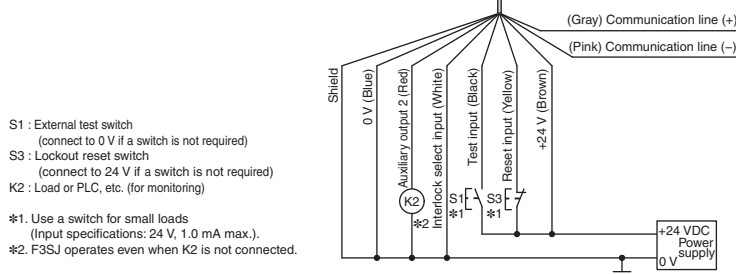 (Gray) Communication line (+)
(Pink) Communication line (−)
Shield
0 V (Blue)
Auxiliary output 2 (Red)
Interlock select input (White)
Test input (Black)
Reset input (Yellow)
+24 V (Brown)
S1 : External test switch
(connect to 0 V if a switch is not required)
S3 : Lockout reset switch
(connect to 24 V if a switch is not required)
K2 : Load or PLC, etc. (for monitoring)
K2
S1
S3
*2
*1
*1
*1. Use a switch for small loads
(Input specifications: 24 V, 1.0 mA max.).
*2. F3SJ operates even when K2 is not connected.
+24 VDC
Power
supply
0 V